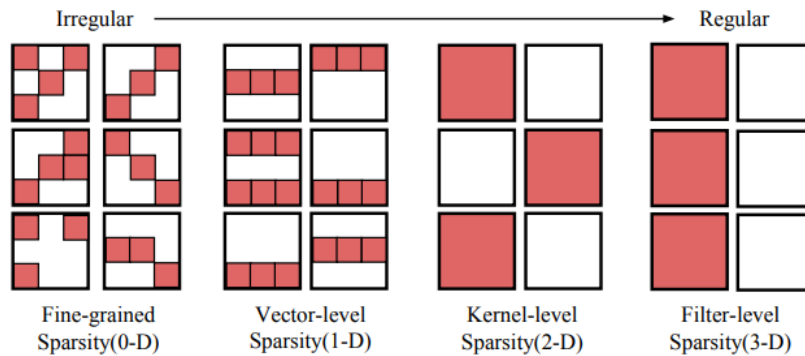 Irregular
Regular
Fine-grained
Sparsity(0-D)
Vector-level
Sparsity(1-D)
Kernel-level
Sparsity(2-D)
Filter-level
Sparsity(3-D)